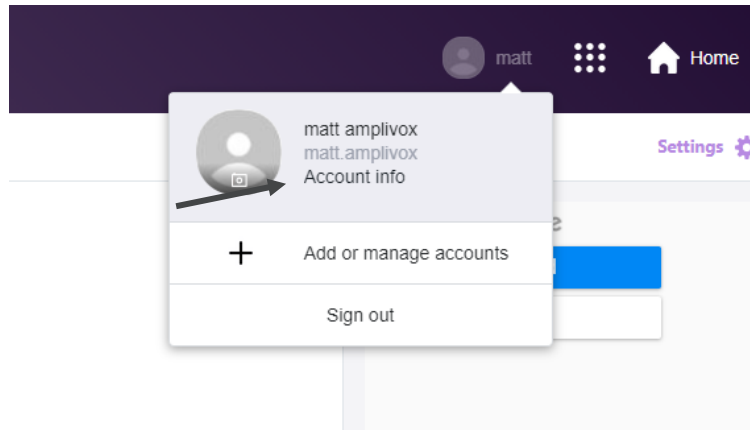 matt
Home
matt amplivox
matt.amplivox
Account info
Settings
Add or manage accounts
Sign out